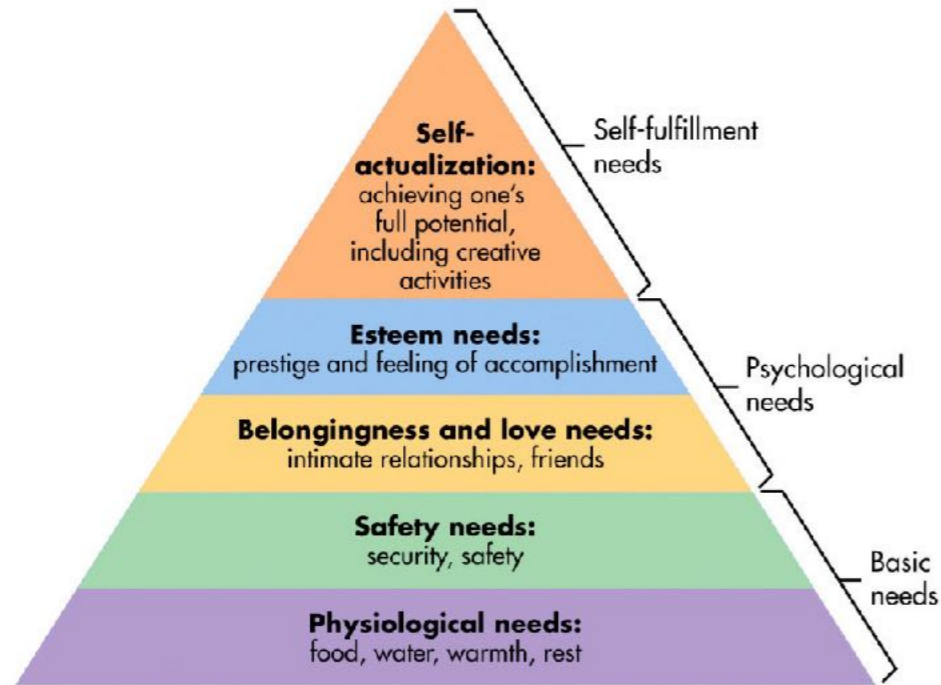 Self-
actualization:
achieving one's
full potential,
including creative
activities
Self-fulfillment
needs
Esteem needs:
prestige and feeling of accomplishment
Psychological
needs
Belongingness and love needs:
intimate relationships, friends
Safety needs:
security, safety
Basic
needs
Physiological needs:
food, water, warmth, rest